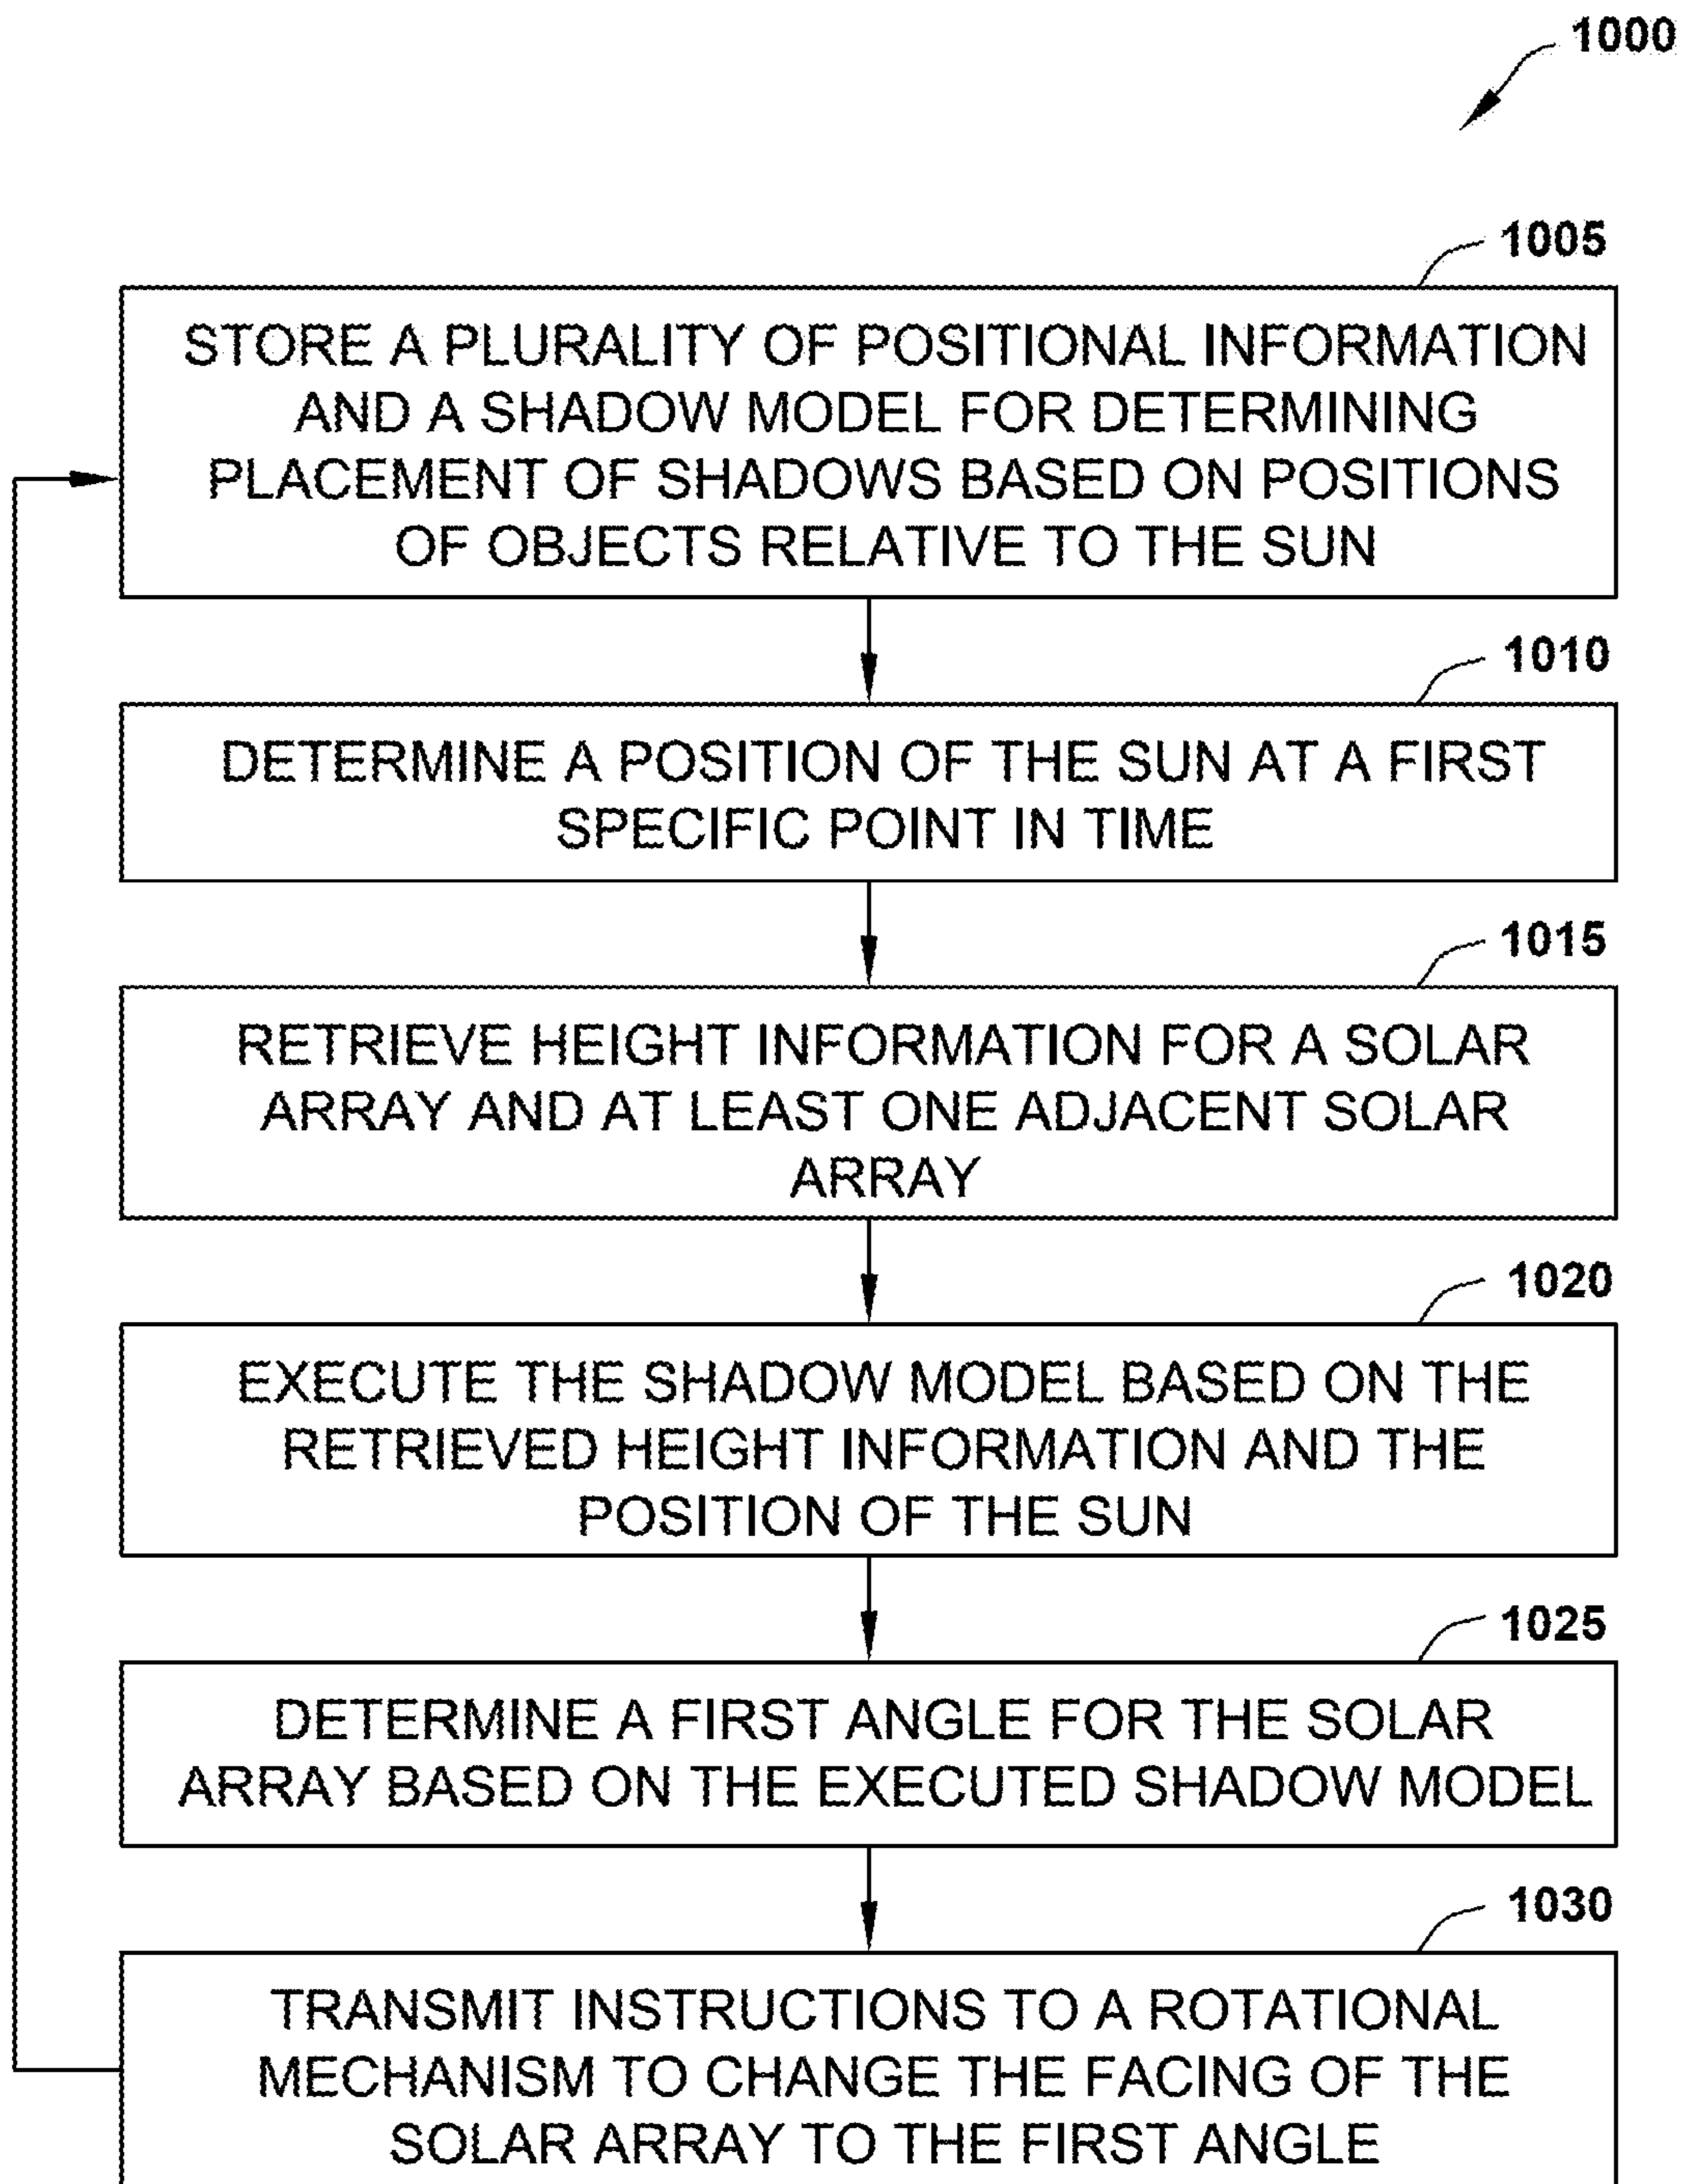 1000
1005
STORE A PLURALITY OF POSITIONAL INFORMATION
AND A SHADOW MODEL FOR DETERMINING
PLACEMENT OF SHADOWS BASED ON POSITIONS
OF OBJECTS RELATIVE TO THE SUN
1010
DETERMINE A POSITION OF THE SUN AT A FIRST
SPECIFIC POINT IN TIME
1015
RETRIEVE HEIGHT INFORMATION FOR A SOLAR
ARRAY AND AT LEAST ONE ADJACENT SOLAR
ARRAY
1020
EXECUTE THE SHADOW MODEL BASED ON THE
RETRIEVED HEIGHT INFORMATION AND THE
POSITION OF THE SUN
1025
DETERMINE A FIRST ANGLE FOR THE SOLAR
ARRAY BASED ON THE EXECUTED SHADOW MODEL
1030
TRANSMIT INSTRUCTIONS TO A ROTATIONAL
MECHANISM TO CHANGE THE FACING OF THE
SOLAR ARRAY TO THE FIRST ANGLE